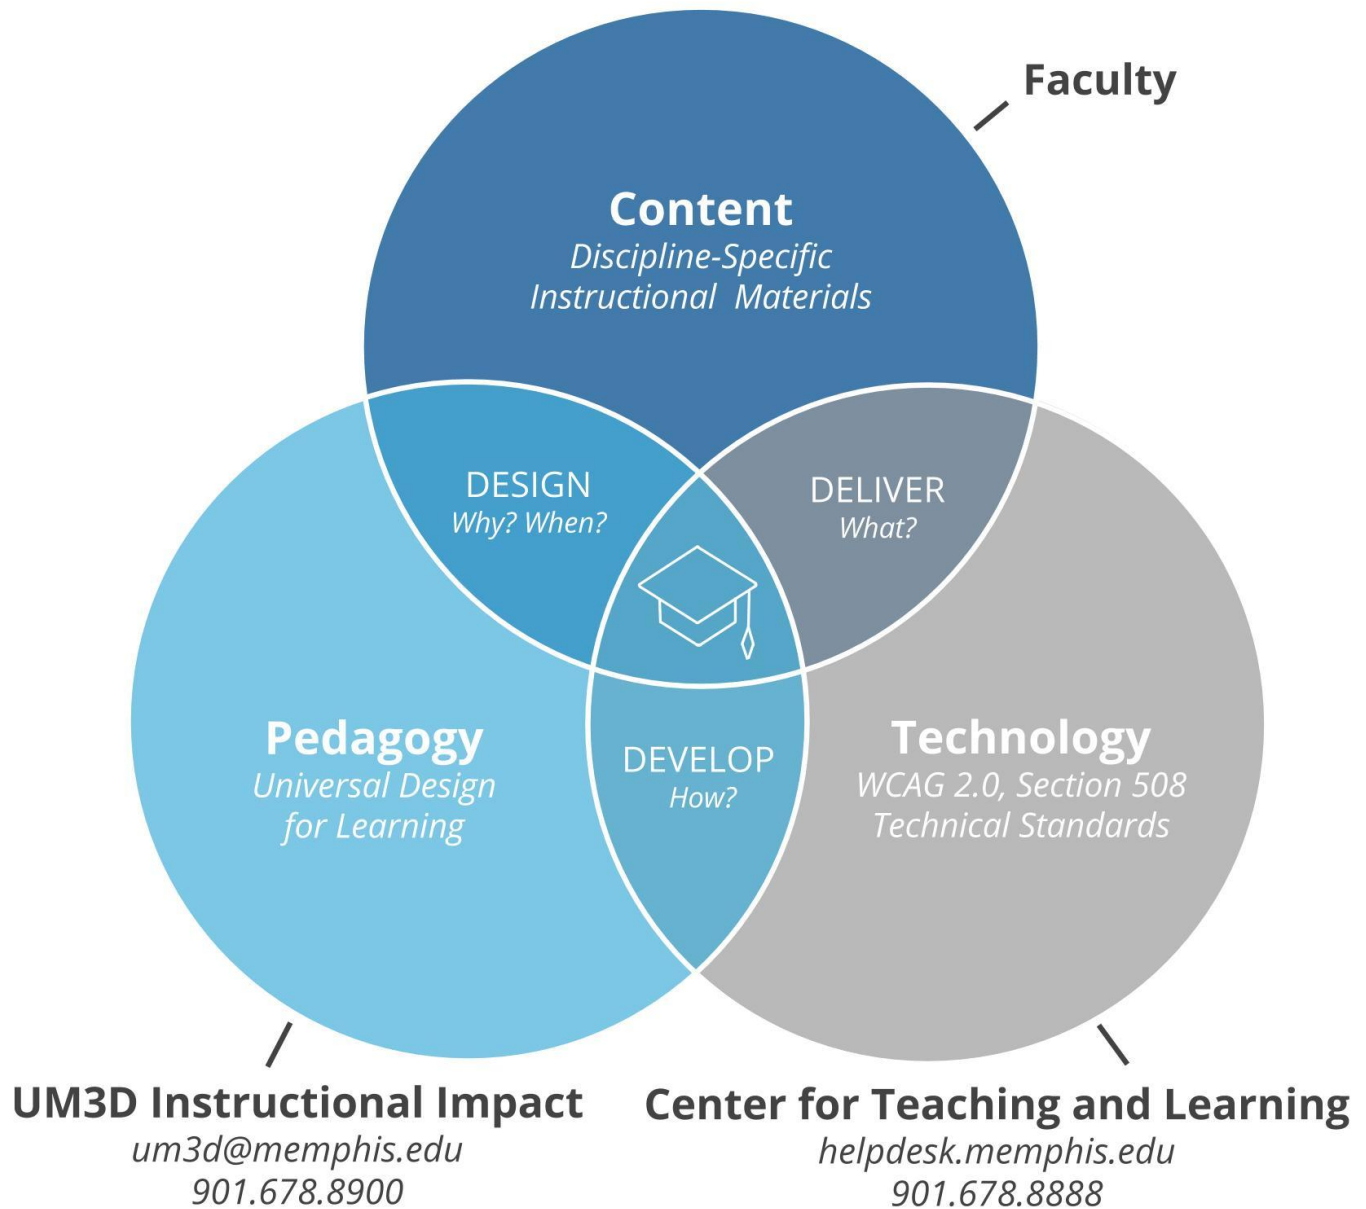 Faculty
Content
Discipline-Specific
Instructional Materials
DESIGN
Why? When?
DELIVER
What?
Pedagogy
Universal Design
for Learning
DEVELOP
How?
Technology
WCAG 2.0, Section 508
Technical Standards
UM3D Instructional Impact
um3d@memphis.edu
901.678.8900
Center for Teaching and Learning
helpdesk.memphis.edu
901.678.8888